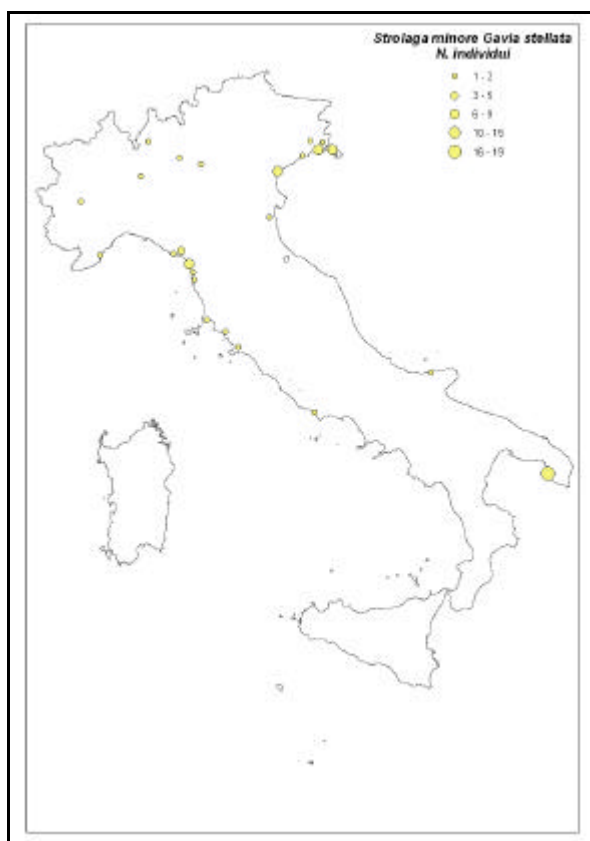 Strolaga minore Gavia stellata
N. individui
1 - 2
3 - 5
6 - 9
10 - 15
16 - 19